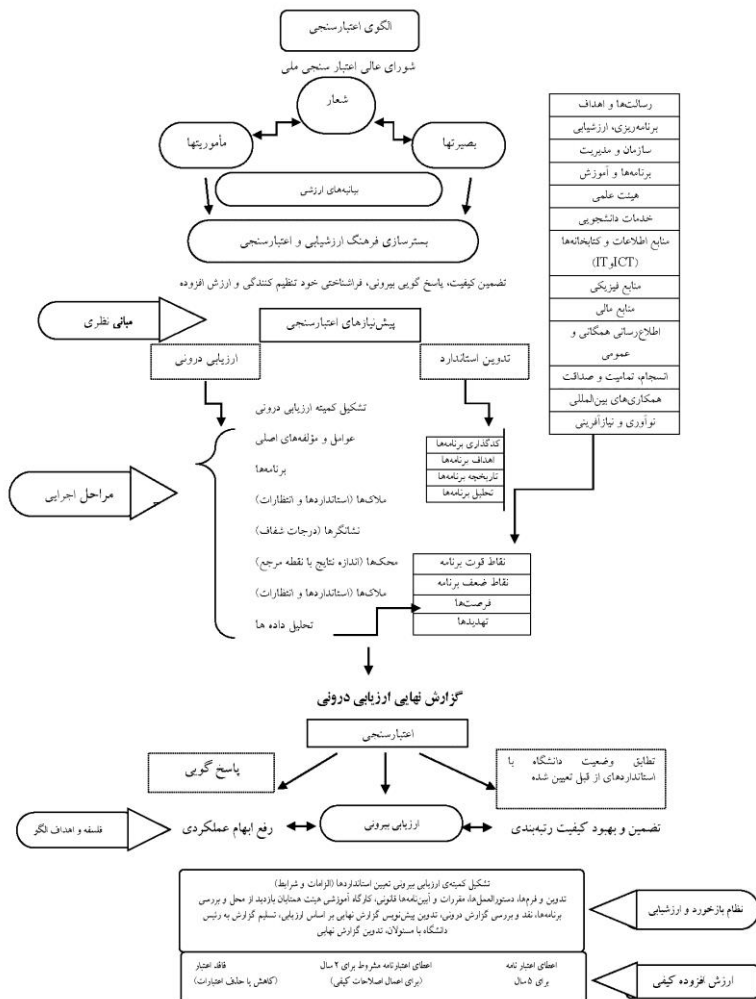 الگوی اعتبارسنجی
شورای عالی اعتبار سنجی ملی
شعار
بصیرتها
مأموریتها
بیانیه‌های ارزشی
بسترسازی فرهنگ ارزشیابی و اعتبارسنجی
تضمین کیفیت، پاسخ گویی بیرونی، فراشناختی خود تنظیم کنندگی و ارزش افزوده
رسالت‌ها و اهداف
برنامه‌ریزی، ارزشیابی
سازمان و مدیریت
برنامه‌ها و آموزش
هیئت علمی
خدمات دانشجویی
منابع اطلاعات و کتابخانه‌ها
(ICT و IT)
منابع فیزیکی
منابع مالی
اطلاع‌رسانی همگانی و
عمومی
انسجام، تمامیت و صداقت
همکاری‌های بین‌المللی
نوآوری و نیازآفرینی
مبانی نظری
پیش‌نیازهای اعتبارسنجی
تدوین استاندارد
ارزیابی درونی
کدگذاری برنامه‌ها
اهداف برنامه‌ها
تاریخچه برنامه‌ها
تحلیل برنامه‌ها
تشکیل کمیته ارزیابی درونی
عوامل و مؤلفه‌های اصلی
برنامه‌ها
ملاک‌ها (استانداردها و انتظارات)
نشانگرها (درجات شفاف)
محک‌ها (اندازه نتایج با نقطه مرجع)
ملاک‌ها (استانداردها و انتظارات)
تحلیل داده ها
مراحل اجرایی
نقاط قوت برنامه
نقاط ضعف برنامه
فرصت‌ها
تهدیدها
گزارش نهایی ارزیابی درونی
اعتبارسنجی
تطابق وضعیت دانشگاه با
استانداردهای از قبل تعیین شده
پاسخ گویی
تضمین و بهبود کیفیت رتبه‌بندی
ارزیابی بیرونی
رفع ابهام عملکردی
فلسفه و اهداف الگو
تشکیل کمیته‌ی ارزیابی بیرونی تعیین استانداردها (الزامات و شرایط)
تدوین و فرم‌ها، دستورالعمل‌ها، مقررات و آیین‌نامه‌ها قانونی، کارگاه آموزشی هیئت همتایان بازدید از محل و بررسی
برنامه‌ها، نقد و بررسی گزارش درونی، تدوین پیش‌نویس گزارش نهایی بر اساس ارزیابی، تسلیم گزارش به رئیس
دانشگاه یا مسئولان، تدوین گزارش نهایی
نظام بازخورد و ارزشیابی
اعطای اعتبار نامه
برای ۵ سال
اعطای اعتبارنامه مشروط برای ۲ سال
(برای اعمال اصلاحات کیفی)
فاقد اعتبار
(کاهش یا حذف اعتبارات)
ارزش افزوده کیفی